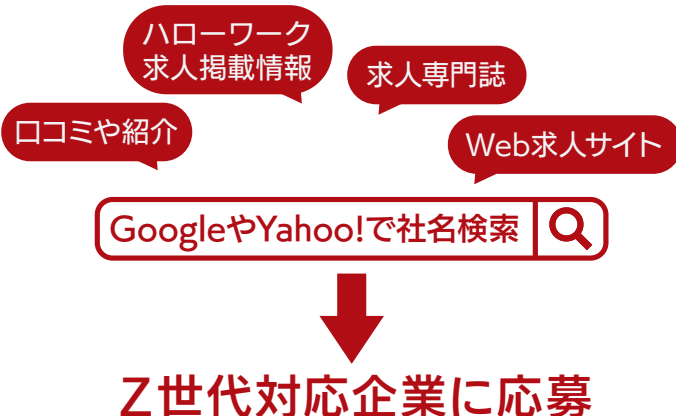 ハローワーク
求人掲載情報
求人専門誌
口コミや紹介
Web求人サイト
GoogleやYahoo!で社名検索
Z世代対応企業に応募